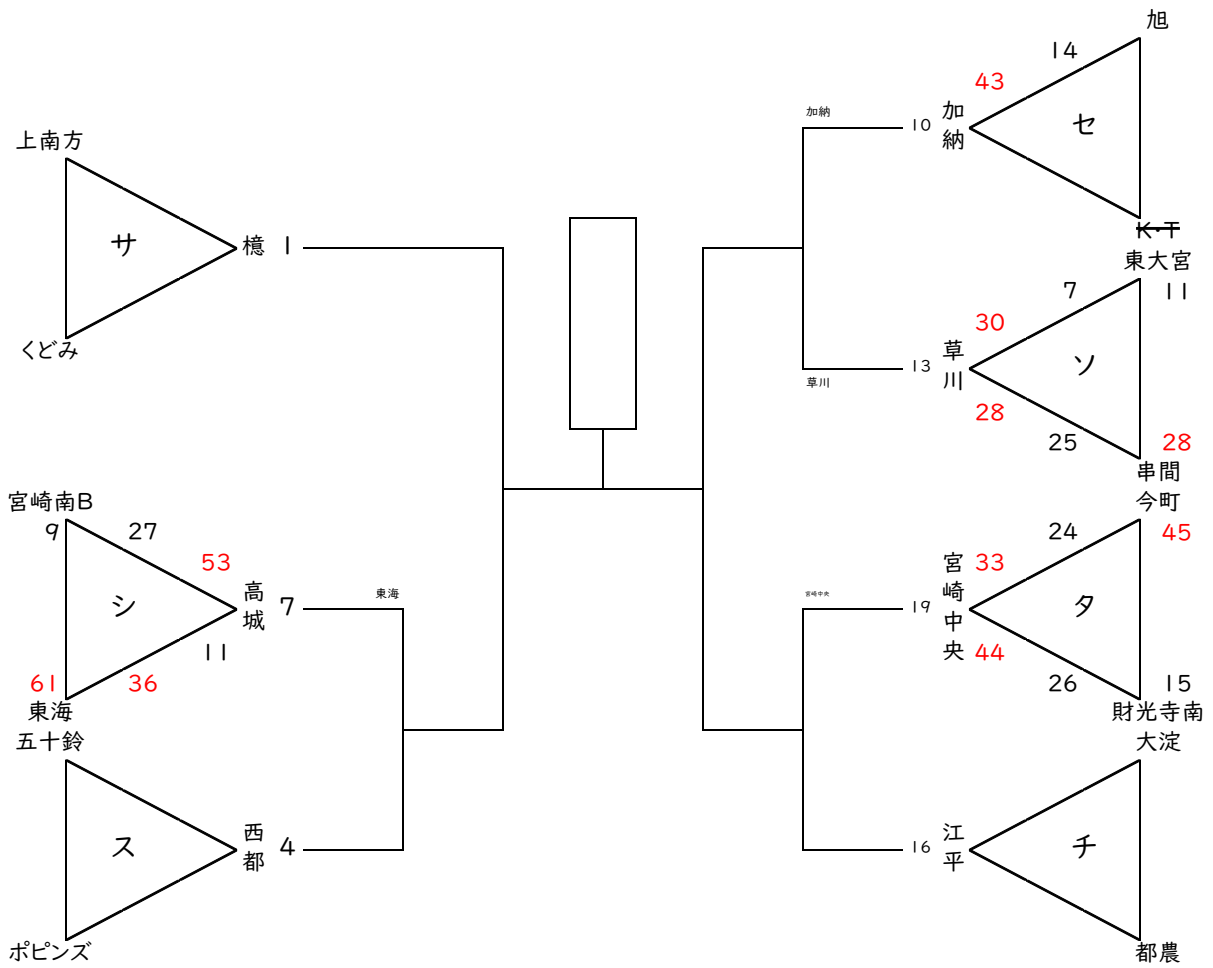 上南方
サ
檍 1
くどみ
宮崎南B
9
27
53
シ
高城 7
東海
11
61
36
東海
五十鈴
ス
西都 4
ポピンズ
旭
14
43
加納
10
加納
セ
K・T
東大宮
7
11
30
13
草川
草川
ソ
28
25
28
串間
今町
24
45
33
宮崎中央
19
宮崎中央
タ
44
26
15
財光寺南
大淀
16
江平
チ
都農